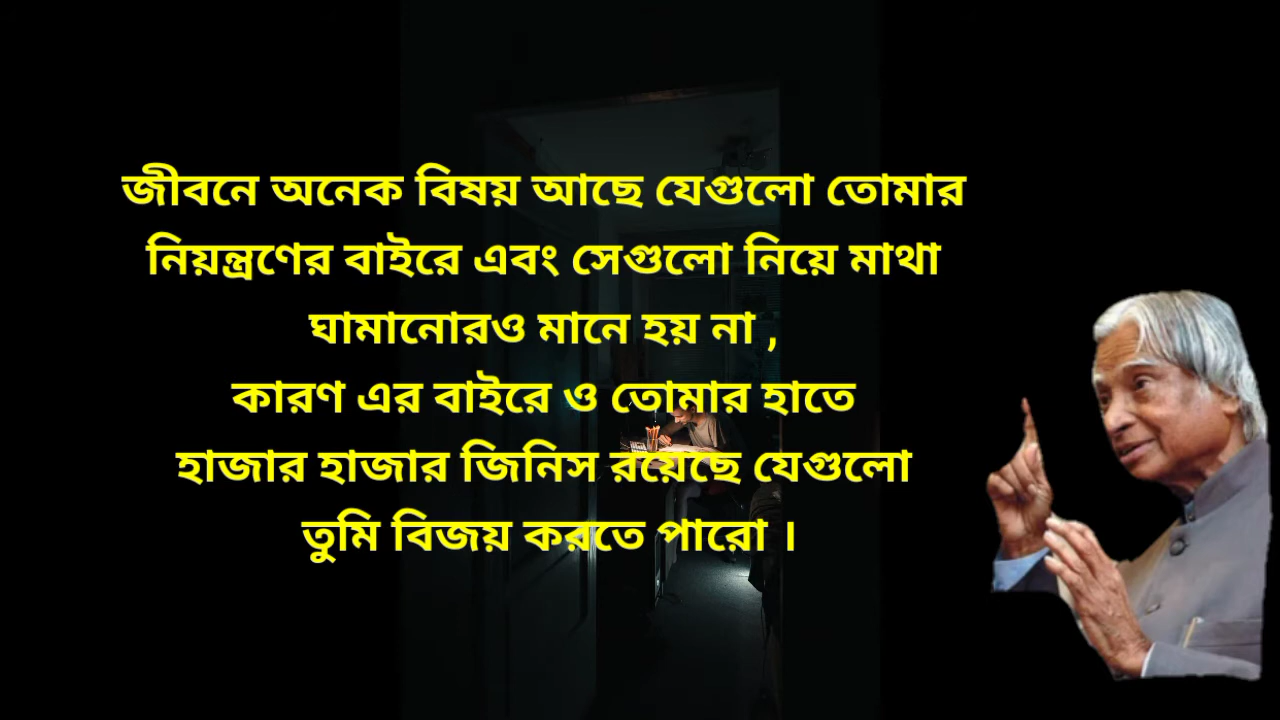 জীবনে অনেক বিষয় আছে যেগুলো তোমার
নিয়ন্ত্রণের বাইরে এবং সেগুলো নিয়ে মাথা
ঘামানোরও মানে হয় না ,
কারণ এর বাইরে ও তোমার হাতে
হাজার হাজার জিনিস রয়েছে যেগুলো
তুমি বিজয় করতে পারো ।